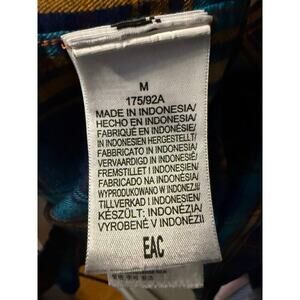 M
175/92A
MADE IN INDONESIA/
HECHO EN INDONESIA/
FABRIQUÉ EN INDONÉSIE/
IN INDONESIEN HERGESTELLT/
FABBRICATO IN INDONESIA/
VERVAARDIGD IN INDONESIË/
FREMSTILLET I INDONESIEN/
FABRICADO NA INDONÉSIA/
WYPRODUKOWANO W INDONEZJI/
TILLVERKAD I INDONESIEN/
KÉSZÜLT: INDONÉZIA/
VYROBENÉ V INDONÉZII/
EAC